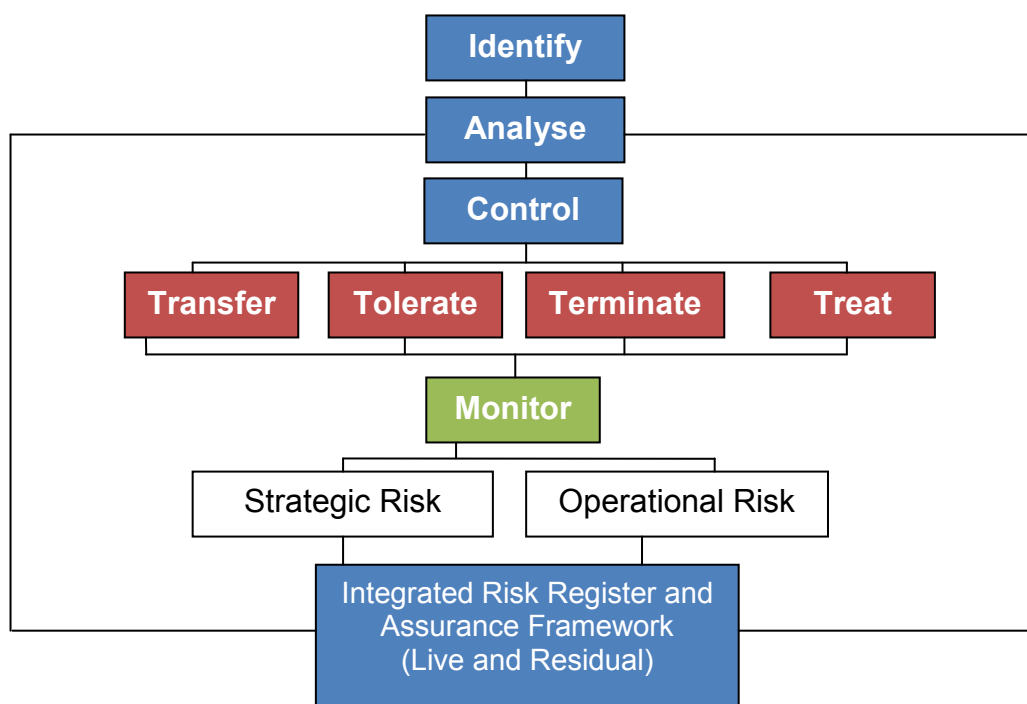 Identify
Analyse
Control
Transfer
Tolerate
Terminate
Treat
Monitor
Strategic Risk
Operational Risk
Integrated Risk Register and
Assurance Framework
(Live and Residual)